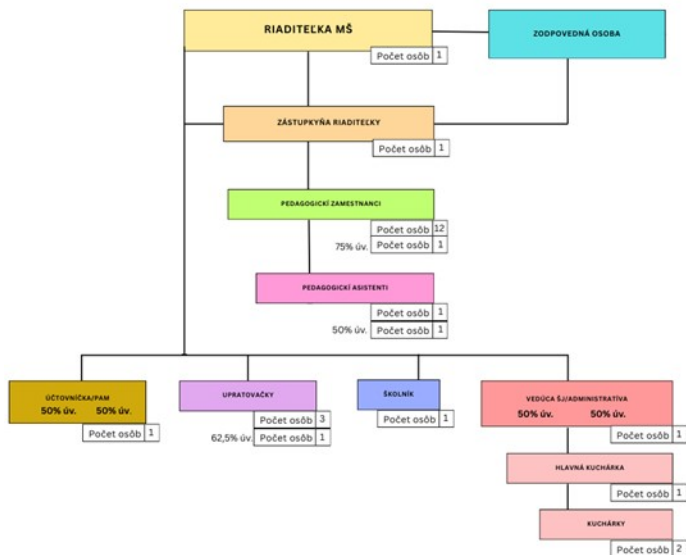 RIADITEĽKA MŠ
Počet osôb 1
ZODPOVEDNÁ OSOBA
ZÁSTUPKYŇA RIADITEĽKY
Počet osôb 1
PEDAGOGICKÍ ZAMESTNANCI
Počet osôb 12
75% úv. Počet osôb 1
PEDAGOGICKÍ ASISTENTI
Počet osôb 1
50% úv. Počet osôb 1
ÚČTOVNÍČKA/PAM
50% úv. 50% úv.
Počet osôb 1
UPRATOVAČKY
Počet osôb 3
62,5% úv. Počet osôb 1
ŠKOLNÍK
Počet osôb 1
VEDÚCA ŠJ/ADMINISTRATÍVA
50% úv. 50% úv.
Počet osôb 1
HLAVNÁ KUCHÁRKA
Počet osôb 1
KUCHÁRKY
Počet osôb 2